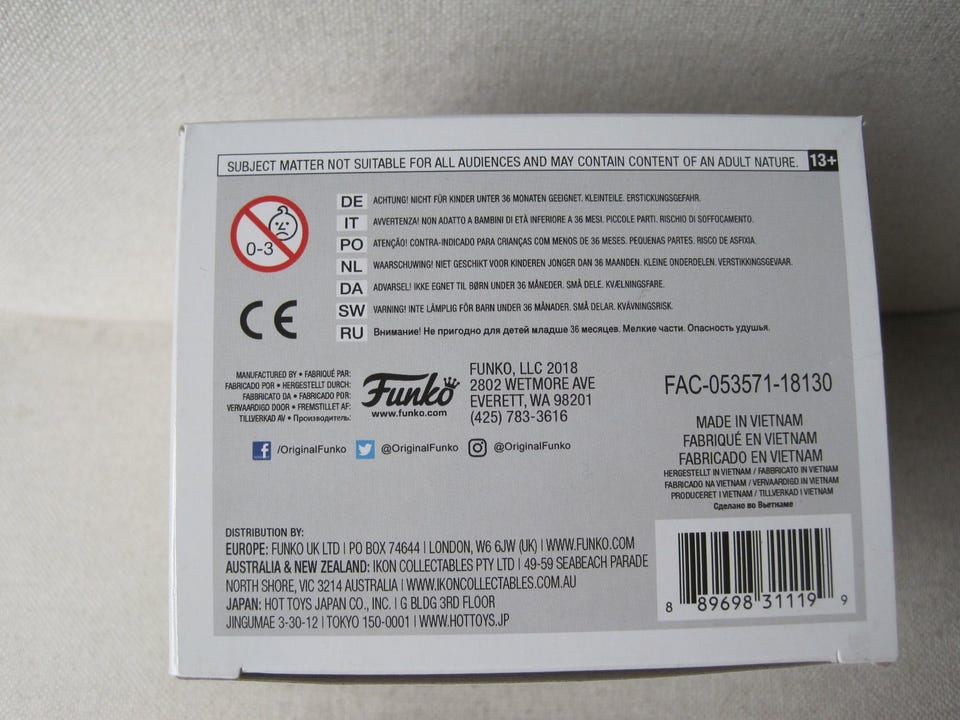 SUBJECT MATTER NOT SUITABLE FOR ALL AUDIENCES AND MAY CONTAIN CONTENT OF AN ADULT NATURE. 13+
0-3
DE ACHTUNG! NICHT FÜR KINDER UNTER 36 MONATEN GEEIGNET. KLEINTEILE. ERSTICKUNGSGEFAHR.
IT AVVERTENZA! NON ADATTO A BAMBINI DI ETÀ INFERIORE A 36 MESI. PICCOLE PARTI. RISCHIO DI SOFFOCAMENTO.
PO ATENÇÃO! CONTRA-INDICADO PARA CRIANÇAS COM MENOS DE 36 MESES. PEQUENAS PARTES. RISCO DE ASFIXIA.
NL WAARSCHUWING! NIET GESCHIKT VOOR KINDEREN JONGER DAN 36 MAANDEN. KLEINE ONDERDELEN. VERSTIKKINGSGEVAAR.
DA ADVARSEL! IKKE EGNET TIL BØRN UNDER 36 MÅNEDER. SMÅ DELE. KVÆLNINGSFARE.
SW VARNING! INTE LÄMPLIG FÖR BARN UNDER 36 MÅNADER. SMÅ DELAR. KVÄVNINGSRISK.
RU Внимание! Не пригодно для детей младше 36 месяцев. Мелкие части. Опасность удушья.
CE
MANUFACTURED BY • FABRIQUÉ PAR:
FABRICADO POR • HERGESTELLT DURCH:
FABBRICATO DA • FABRICADO POR:
VERVAARDIGD DOOR • FREMSTILLET AF:
TILLVERKAD AV • Производитель:
Funko
www.funko.com
FUNKO, LLC 2018
2802 WETMORE AVE
EVERETT, WA 98201
(425) 783-3616
/OriginalFunko @OriginalFunko @OriginalFunko
FAC-053571-18130
MADE IN VIETNAM
FABRIQUÉ EN VIETNAM
FABRICADO EN VIETNAM
HERGESTELLT IN VIETNAM / FABBRICATO IN VIETNAM
FABRICADO NA VIETNAM / VERVAARDIGD IN VIETNAM
PRODUCERET I VIETNAM / TILLVERKAD I VIETNAM
Сделано во Вьетнаме
DISTRIBUTION BY:
EUROPE: FUNKO UK LTD | PO BOX 74644 | LONDON, W6 6JW (UK) | WWW.FUNKO.COM
AUSTRALIA & NEW ZEALAND: IKON COLLECTABLES PTY LTD | 49-59 SEABEACH PARADE
NORTH SHORE, VIC 3214 AUSTRALIA | WWW.IKONCOLLECTABLES.COM.AU
JAPAN: HOT TOYS JAPAN CO., INC. | G BLDG 3RD FLOOR
JINGUMAE 3-30-12 | TOKYO 150-0001 | WWW.HOTTOYS.JP
8 89698 31119 9